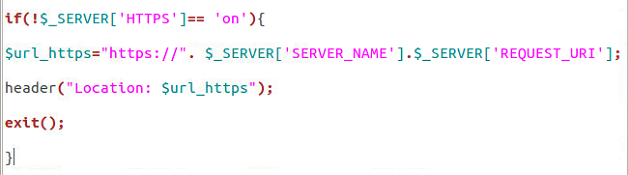 if(!$_SERVER['HTTPS']== 'on'){
$url_https="https://". $_SERVER['SERVER_NAME'].$_SERVER['REQUEST_URI'];
header("Location: $url_https");
exit();
}